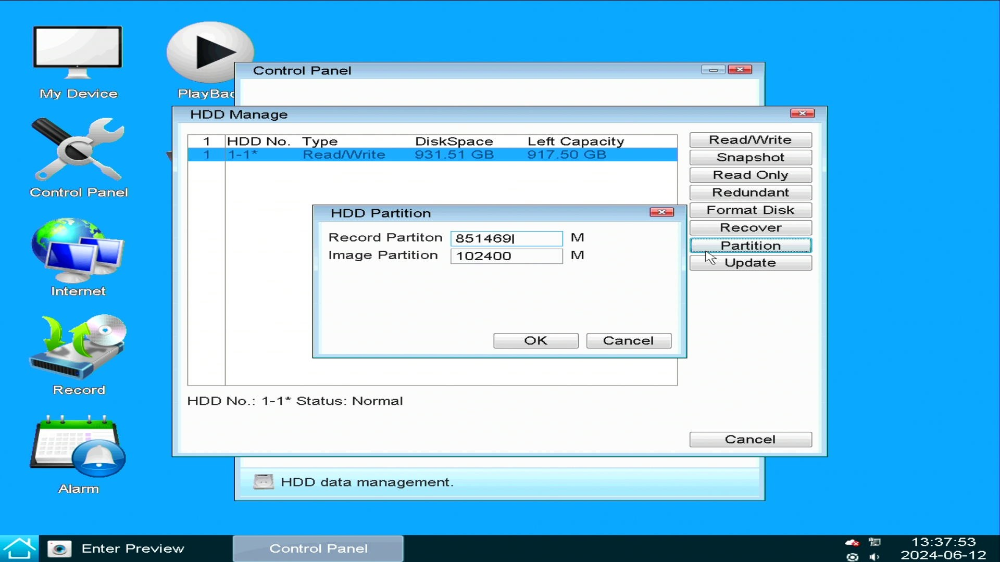 My Device
PlayBac
Control Panel
Control Panel
Internet
Record
Alarm
HDD Manage
1 HDD No. Type DiskSpace Left Capacity
1 1-1* Read/Write 931.51 GB 917.50 GB
Read/Write
Snapshot
Read Only
Redundant
Format Disk
Recover
Partition
Update
HDD Partition
Record Partiton 851469 M
Image Partition 102400 M
OK Cancel
HDD No.: 1-1* Status: Normal
Cancel
HDD data management.
Enter Preview Control Panel
13:37:53
2024-06-12